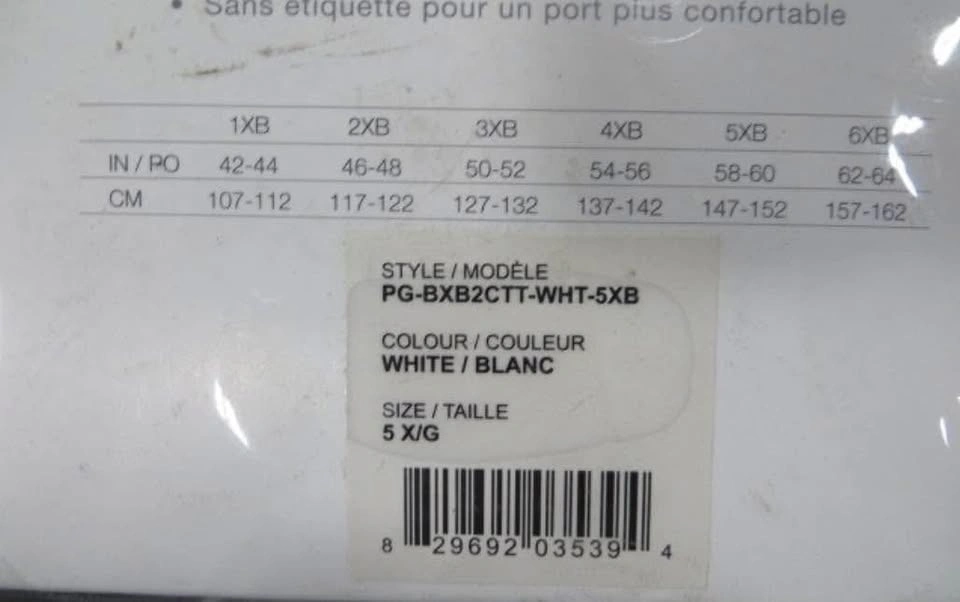 • Sans étiquette pour un port plus confortable
1XB 2XB 3XB 4XB 5XB 6XB
IN / PO 42-44 46-48 50-52 54-56 58-60 62-64
CM 107-112 117-122 127-132 137-142 147-152 157-162
STYLE / MODÈLE
PG-BXB2CTT-WHT-5XB
COLOUR / COULEUR
WHITE / BLANC
SIZE / TAILLE
5 X/G
8 29692 03539 4